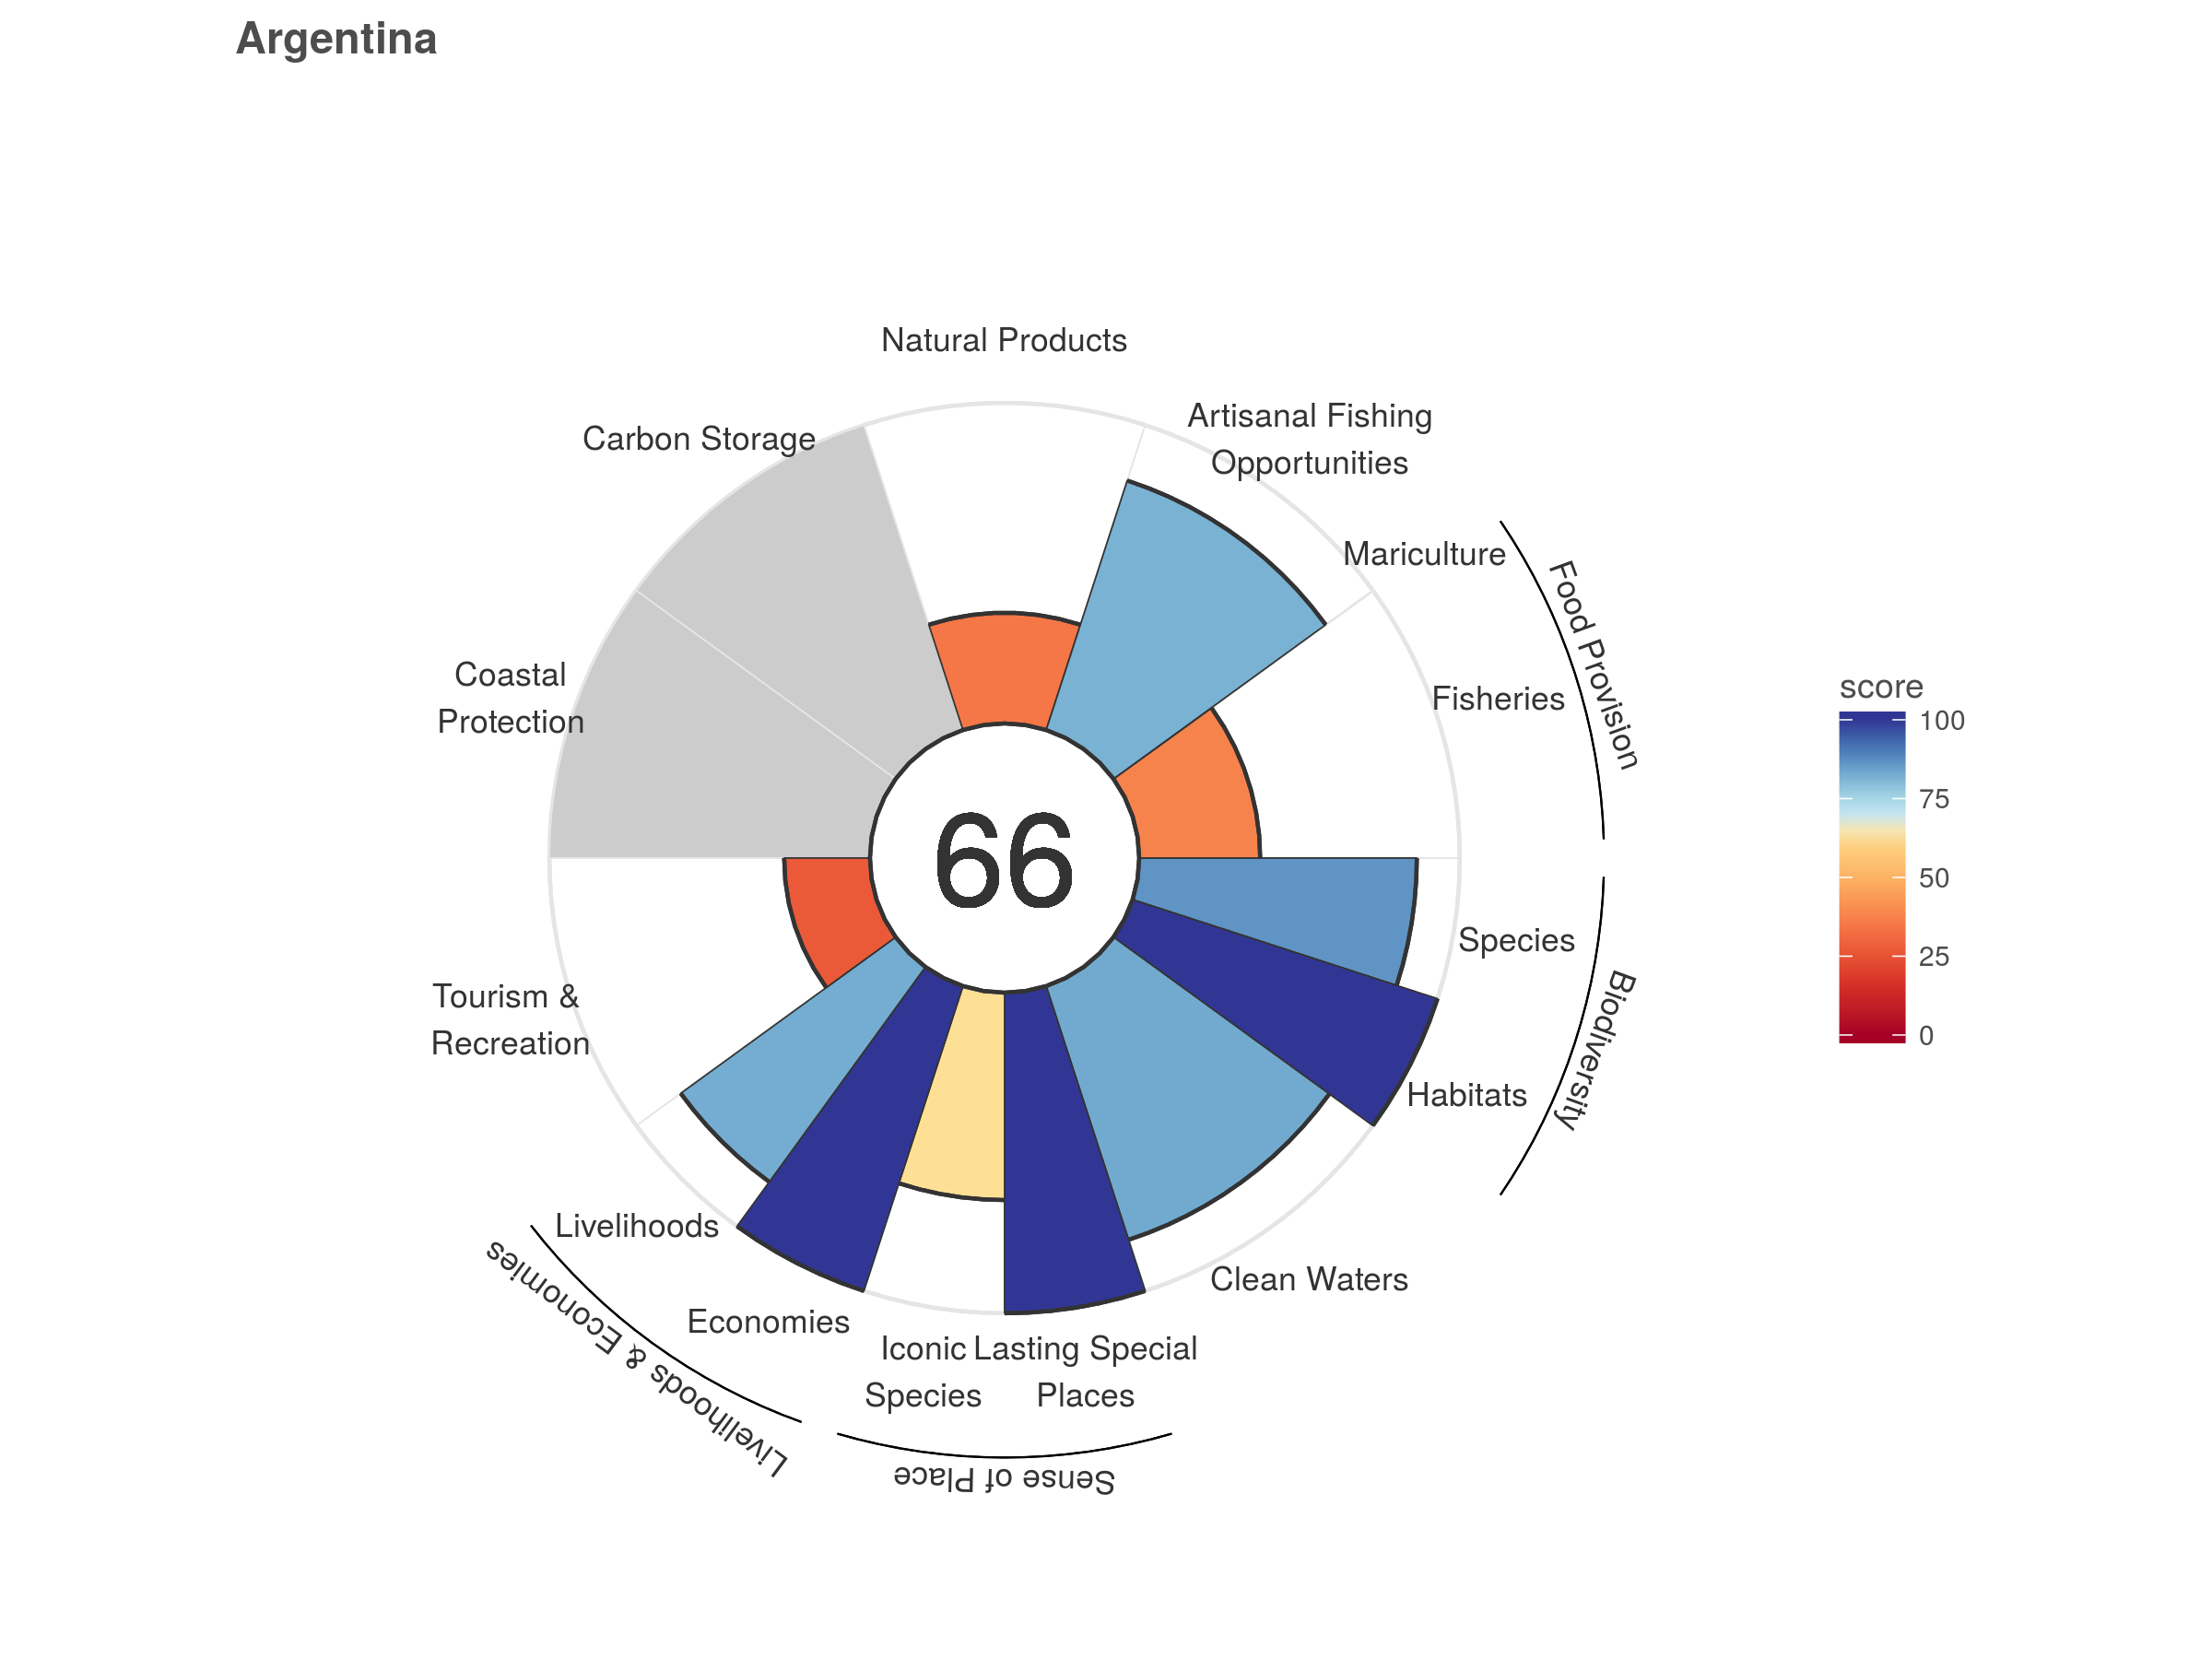 Argentina
Natural Products
Artisanal Fishing
Opportunities
Carbon Storage
Mariculture
Food Provision
Coastal
Protection
Fisheries
66
score
100
75
50
25
0
Species
Biodiversity
Tourism &
Recreation
Habitats
Livelihoods
Clean Waters
Economies
Iconic
Species
Lasting Special
Places
Livelihoods & Economies
Sense of Place